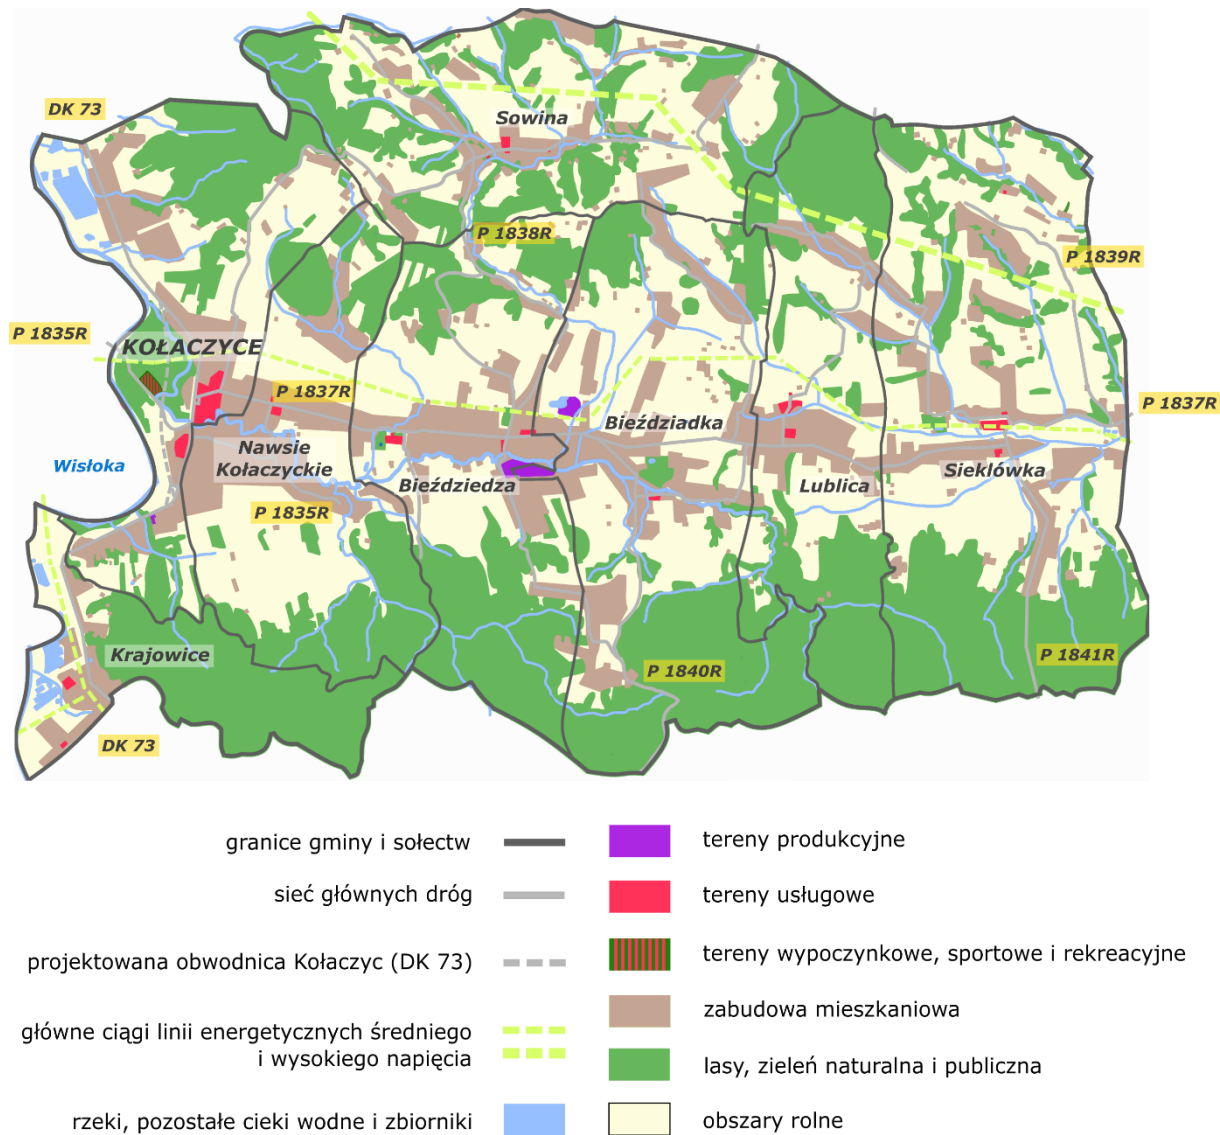 DK 73
Sowina
P 1838R
P 1839R
P 1835R
KOŁACZYCE
P 1837R
P 1837R
Bieździadka
Nawsie
Kołaczyckie
Wisłoka
Bieździedza
Lublica
Sieklówka
P 1835R
Krajowice
P 1840R
P 1841R
DK 73
granice gminy i sołectw
sieć głównych dróg
projektowana obwodnica Kołaczyc (DK 73)
główne ciągi linii energetycznych średniego
i wysokiego napięcia
rzeki, pozostałe cieki wodne i zbiorniki
tereny produkcyjne
tereny usługowe
tereny wypoczynkowe, sportowe i rekreacyjne
zabudowa mieszkaniowa
lasy, zieleń naturalna i publiczna
obszary rolne